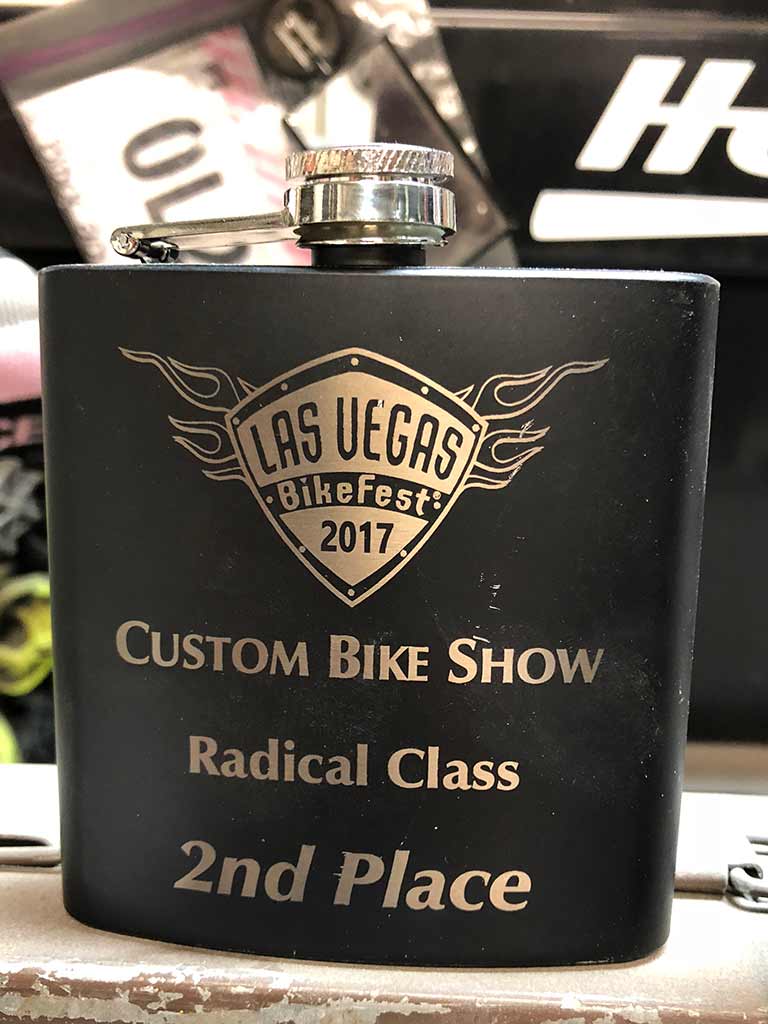 LAS VEGAS
BikeFest®
2017
CUSTOM BIKE SHOW
Radical Class
2nd Place